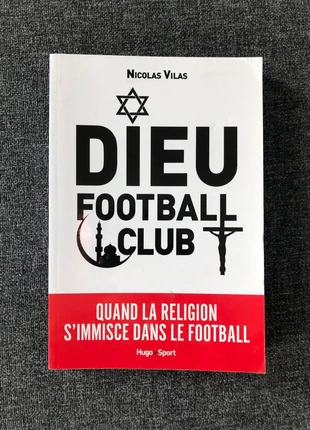 Nicolas Vilas
DIEU
FOOTBALL
CLUB
QUAND LA RELIGION
S'IMMISCE DANS LE FOOTBALL
Hugo Sport